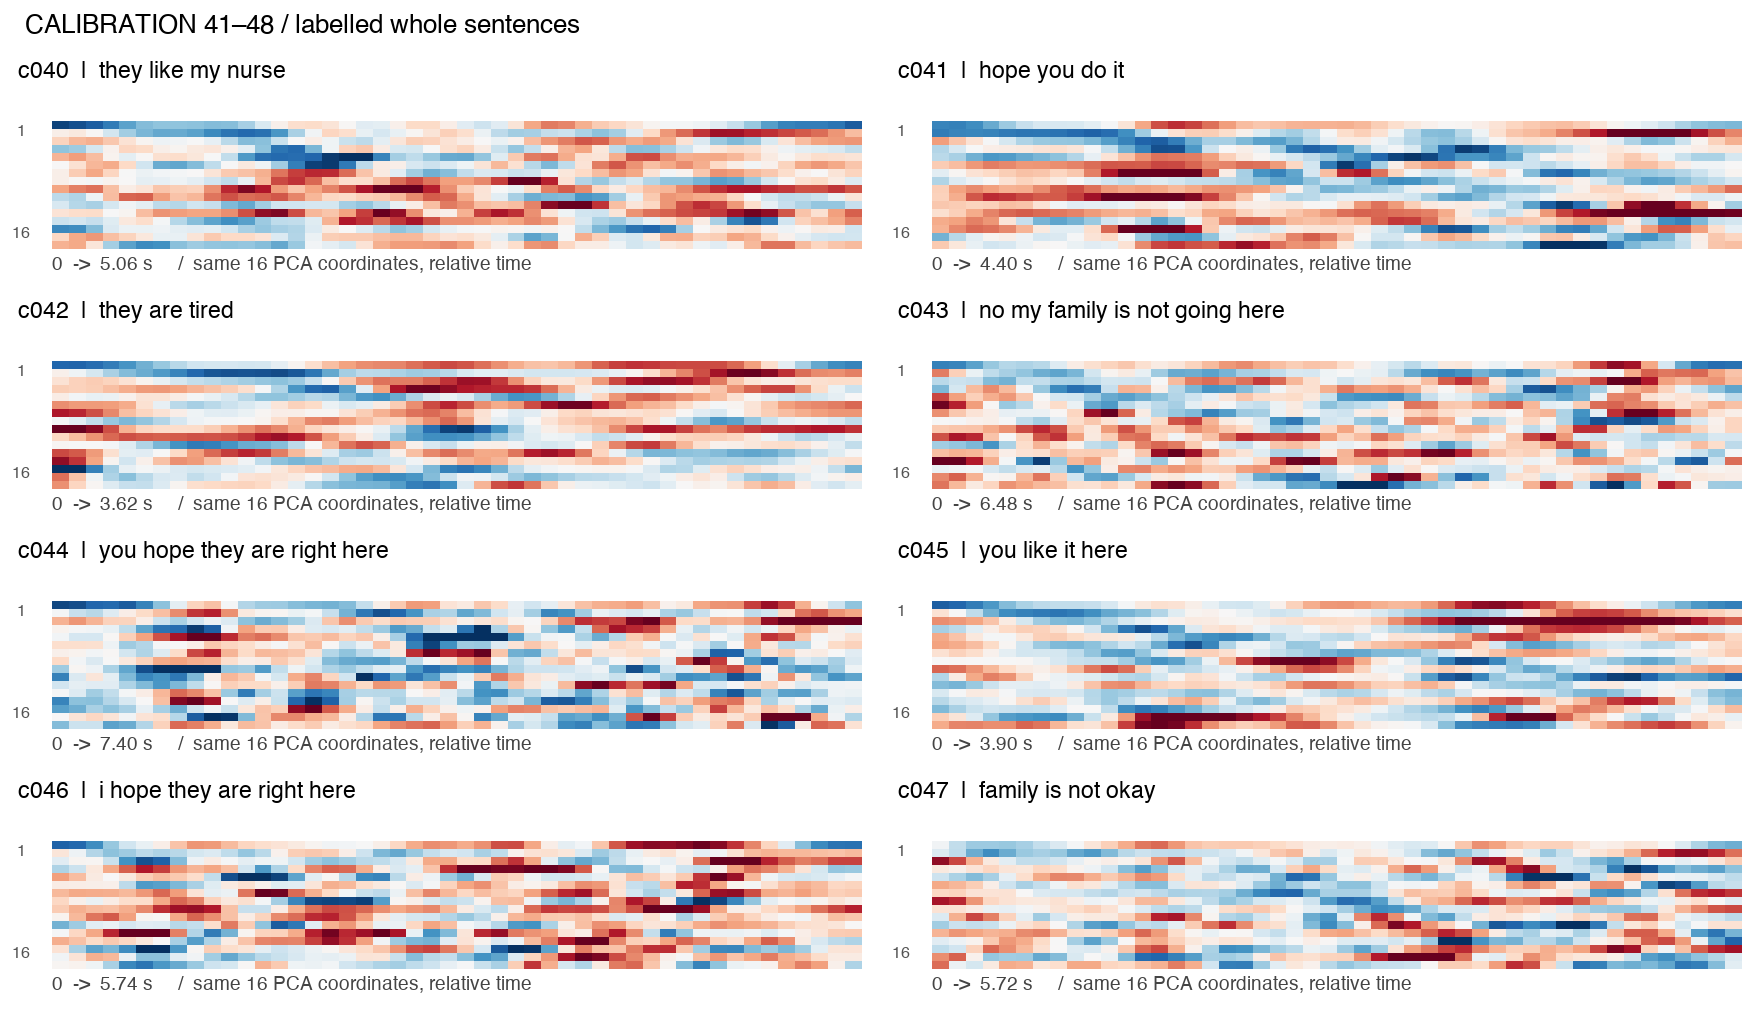 CALIBRATION 41–48 / labelled whole sentences
c040 | they like my nurse
1
16
0 -> 5.06 s / same 16 PCA coordinates, relative time
c041 | hope you do it
1
16
0 -> 4.40 s / same 16 PCA coordinates, relative time
c042 | they are tired
1
16
0 -> 3.62 s / same 16 PCA coordinates, relative time
c043 | no my family is not going here
1
16
0 -> 6.48 s / same 16 PCA coordinates, relative time
c044 | you hope they are right here
1
16
0 -> 7.40 s / same 16 PCA coordinates, relative time
c045 | you like it here
1
16
0 -> 3.90 s / same 16 PCA coordinates, relative time
c046 | i hope they are right here
1
16
0 -> 5.74 s / same 16 PCA coordinates, relative time
c047 | family is not okay
1
16
0 -> 5.72 s / same 16 PCA coordinates, relative time